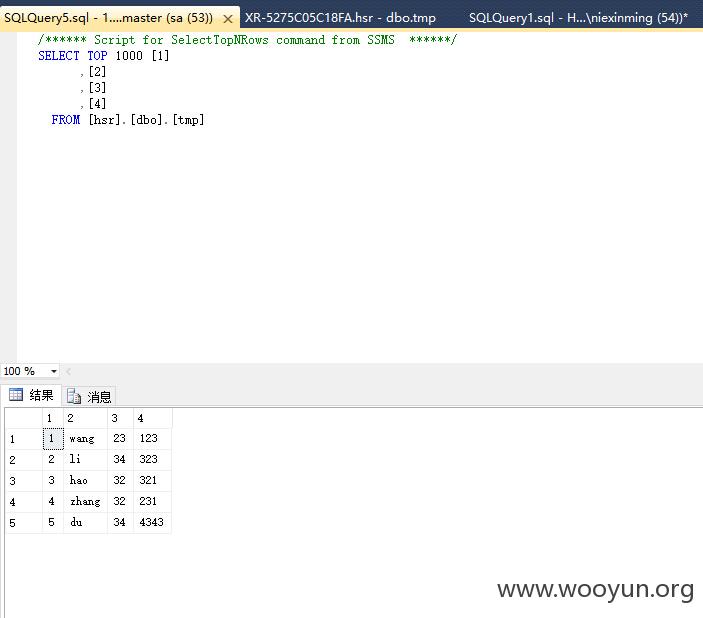 SQLQuery5.sql - 1....master (sa (53)) XR-5275C05C18FA.hsr - dbo.tmp SQLQuery1.sql - H...\niexinming (54))*
/****** Script for SelectTopNRows command from SSMS ******/
SELECT TOP 1000 [1]
,[2]
,[3]
,[4]
FROM [hsr].[dbo].[tmp]
100 %
结果 消息
1 2 3 4
1 1 wang 23 123
2 2 li 34 323
3 3 hao 32 321
4 4 zhang 32 231
5 5 du 34 4343
www.wooyun.org